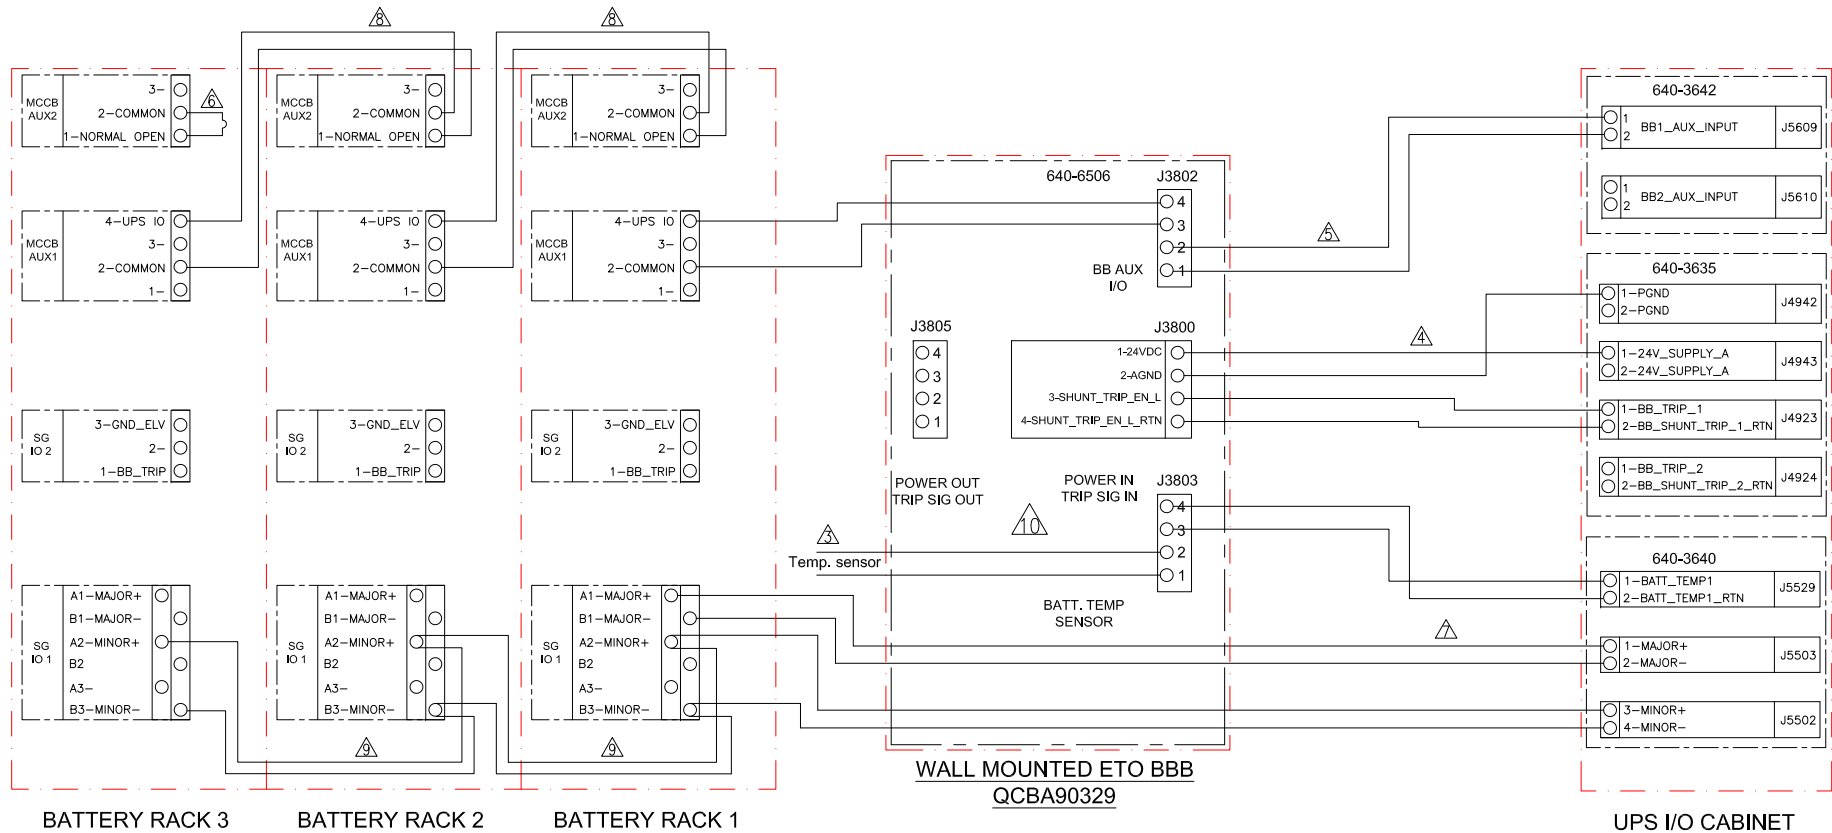 8
8
MCCB
AUX2
3-
2-COMMON
1-NORMAL OPEN
6
MCCB
AUX2
3-
2-COMMON
1-NORMAL OPEN
MCCB
AUX2
3-
2-COMMON
1-NORMAL OPEN
MCCB
AUX1
4-UPS IO
3-
2-COMMON
1-
MCCB
AUX1
4-UPS IO
3-
2-COMMON
1-
MCCB
AUX1
4-UPS IO
3-
2-COMMON
1-
SG
IO 2
3-GND_ELV
2-
1-BB_TRIP
SG
IO 2
3-GND_ELV
2-
1-BB_TRIP
SG
IO 2
3-GND_ELV
2-
1-BB_TRIP
SG
IO 1
A1-MAJOR+
B1-MAJOR-
A2-MINOR+
B2
A3-
B3-MINOR-
SG
IO 1
A1-MAJOR+
B1-MAJOR-
A2-MINOR+
B2
A3-
B3-MINOR-
SG
IO 1
A1-MAJOR+
B1-MAJOR-
A2-MINOR+
B2
A3-
B3-MINOR-
9
9
BATTERY RACK 3
BATTERY RACK 2
BATTERY RACK 1
640-6506
J3802
4
3
2
1
BB AUX
I/O
J3805
4
3
2
1
POWER OUT
TRIP SIG OUT
J3800
1-24VDC
2-AGND
3-SHUNT_TRIP_EN_L
4-SHUNT_TRIP_EN_L_RTN
POWER IN
TRIP SIG IN
J3803
4
3
2
1
10
3
Temp. sensor
BATT. TEMP
SENSOR
WALL MOUNTED ETO BBB
QCBA90329
5
4
7
640-3642
1
2
BB1_AUX_INPUT
J5609
1
2
BB2_AUX_INPUT
J5610
640-3635
1-PGND
2-PGND
J4942
1-24V_SUPPLY_A
2-24V_SUPPLY_A
J4943
1-BB_TRIP_1
2-BB_SHUNT_TRIP_1_RTN
J4923
1-BB_TRIP_2
2-BB_SHUNT_TRIP_2_RTN
J4924
640-3640
1-BATT_TEMP1
2-BATT_TEMP1_RTN
J5529
1-MAJOR+
2-MAJOR-
J5503
3-MINOR+
4-MINOR-
J5502
UPS I/O CABINET